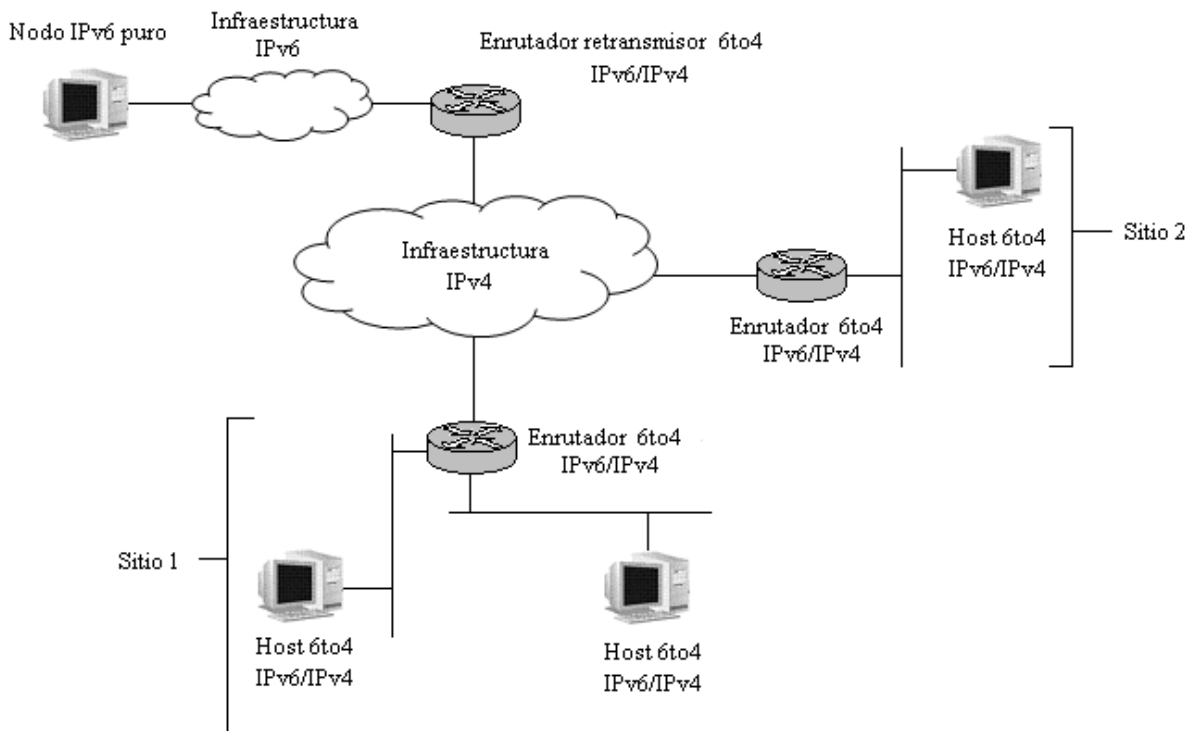 Nodo IPv6 puro
Infraestructura
IPv6
Enrutador retransmisor 6to4
IPv6/IPv4
Infraestructura
IPv4
Host 6to4
IPv6/IPv4
Sitio 2
Enrutador 6to4
IPv6/IPv4
Enrutador 6to4
IPv6/IPv4
Sitio 1
Host 6to4
IPv6/IPv4
Host 6to4
IPv6/IPv4